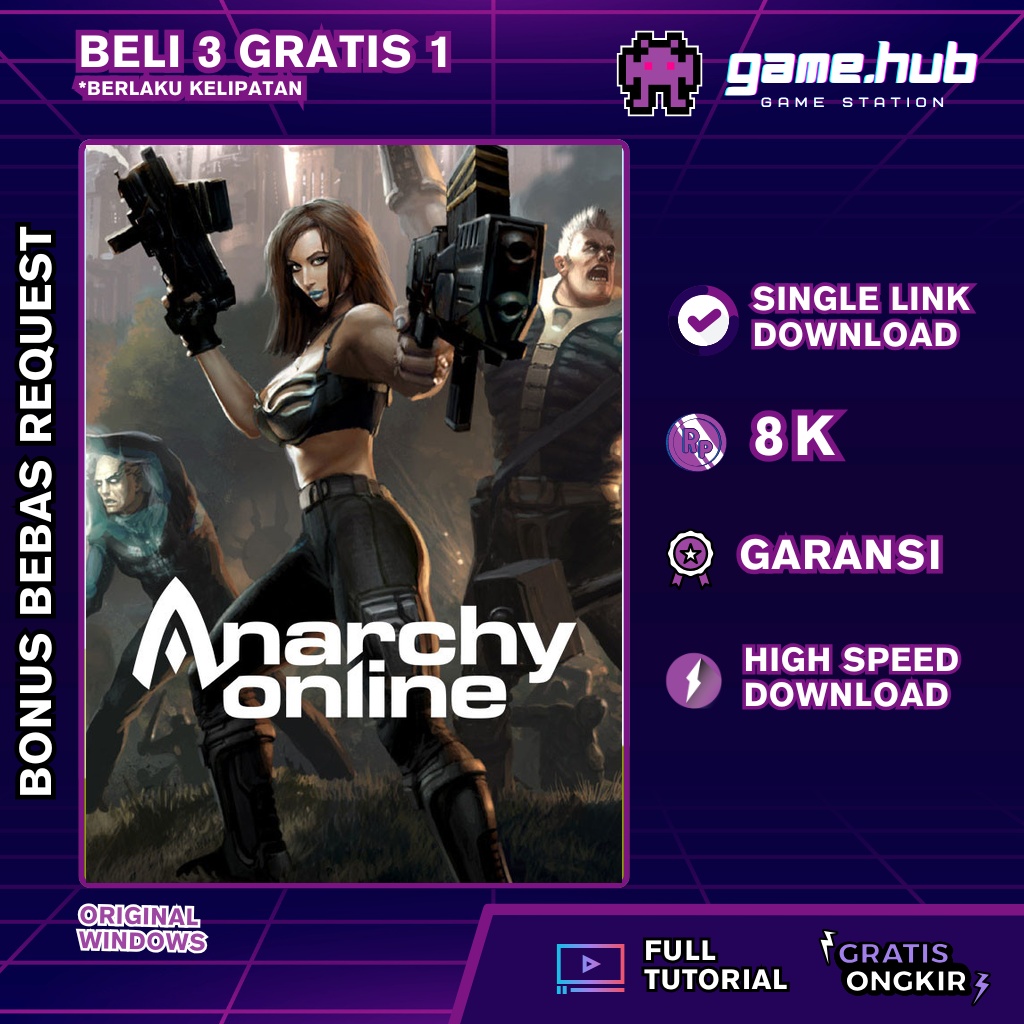 BELI 3 GRATIS 1
*BERLAKU KELIPATAN
game.hub
GAME STATION
BONUS BEBAS REQUEST
Anarchy
online
SINGLE LINK
DOWNLOAD
Rp
8K
GARANSI
HIGH SPEED
DOWNLOAD
ORIGINAL
WINDOWS
FULL
TUTORIAL
GRATIS
ONGKIR